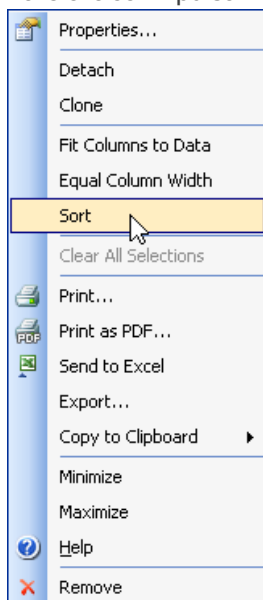 Properties...
Detach
Clone
Fit Columns to Data
Equal Column Width
Sort
Clear All Selections
Print...
Print as PDF...
Send to Excel
Export...
Copy to Clipboard
Minimize
Maximize
Help
Remove